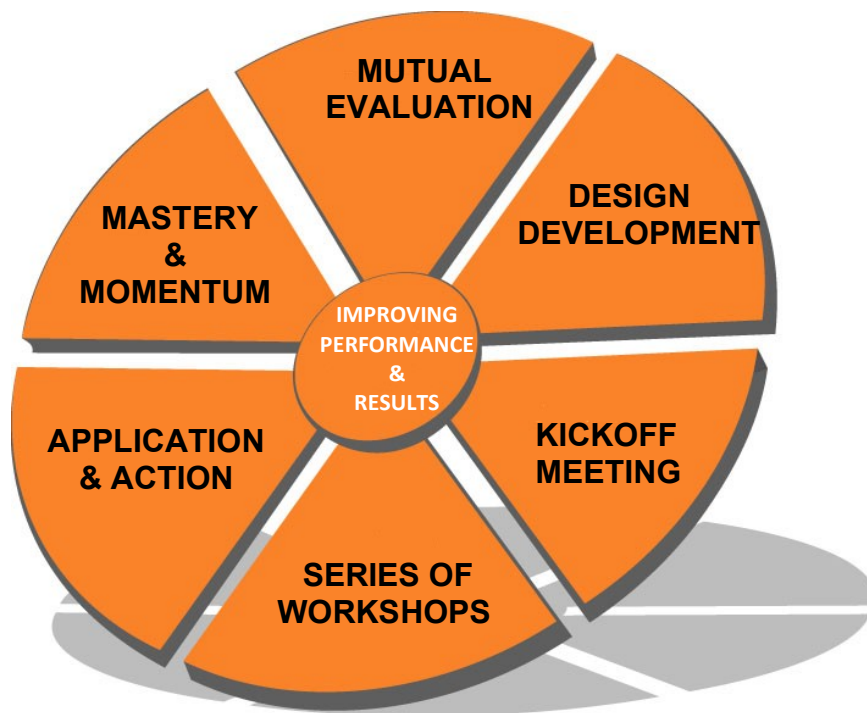 MUTUAL
EVALUATION
DESIGN
DEVELOPMENT
KICKOFF
MEETING
SERIES OF
WORKSHOPS
APPLICATION
& ACTION
MASTERY
&
MOMENTUM
IMPROVING
PERFORMANCE
&
RESULTS